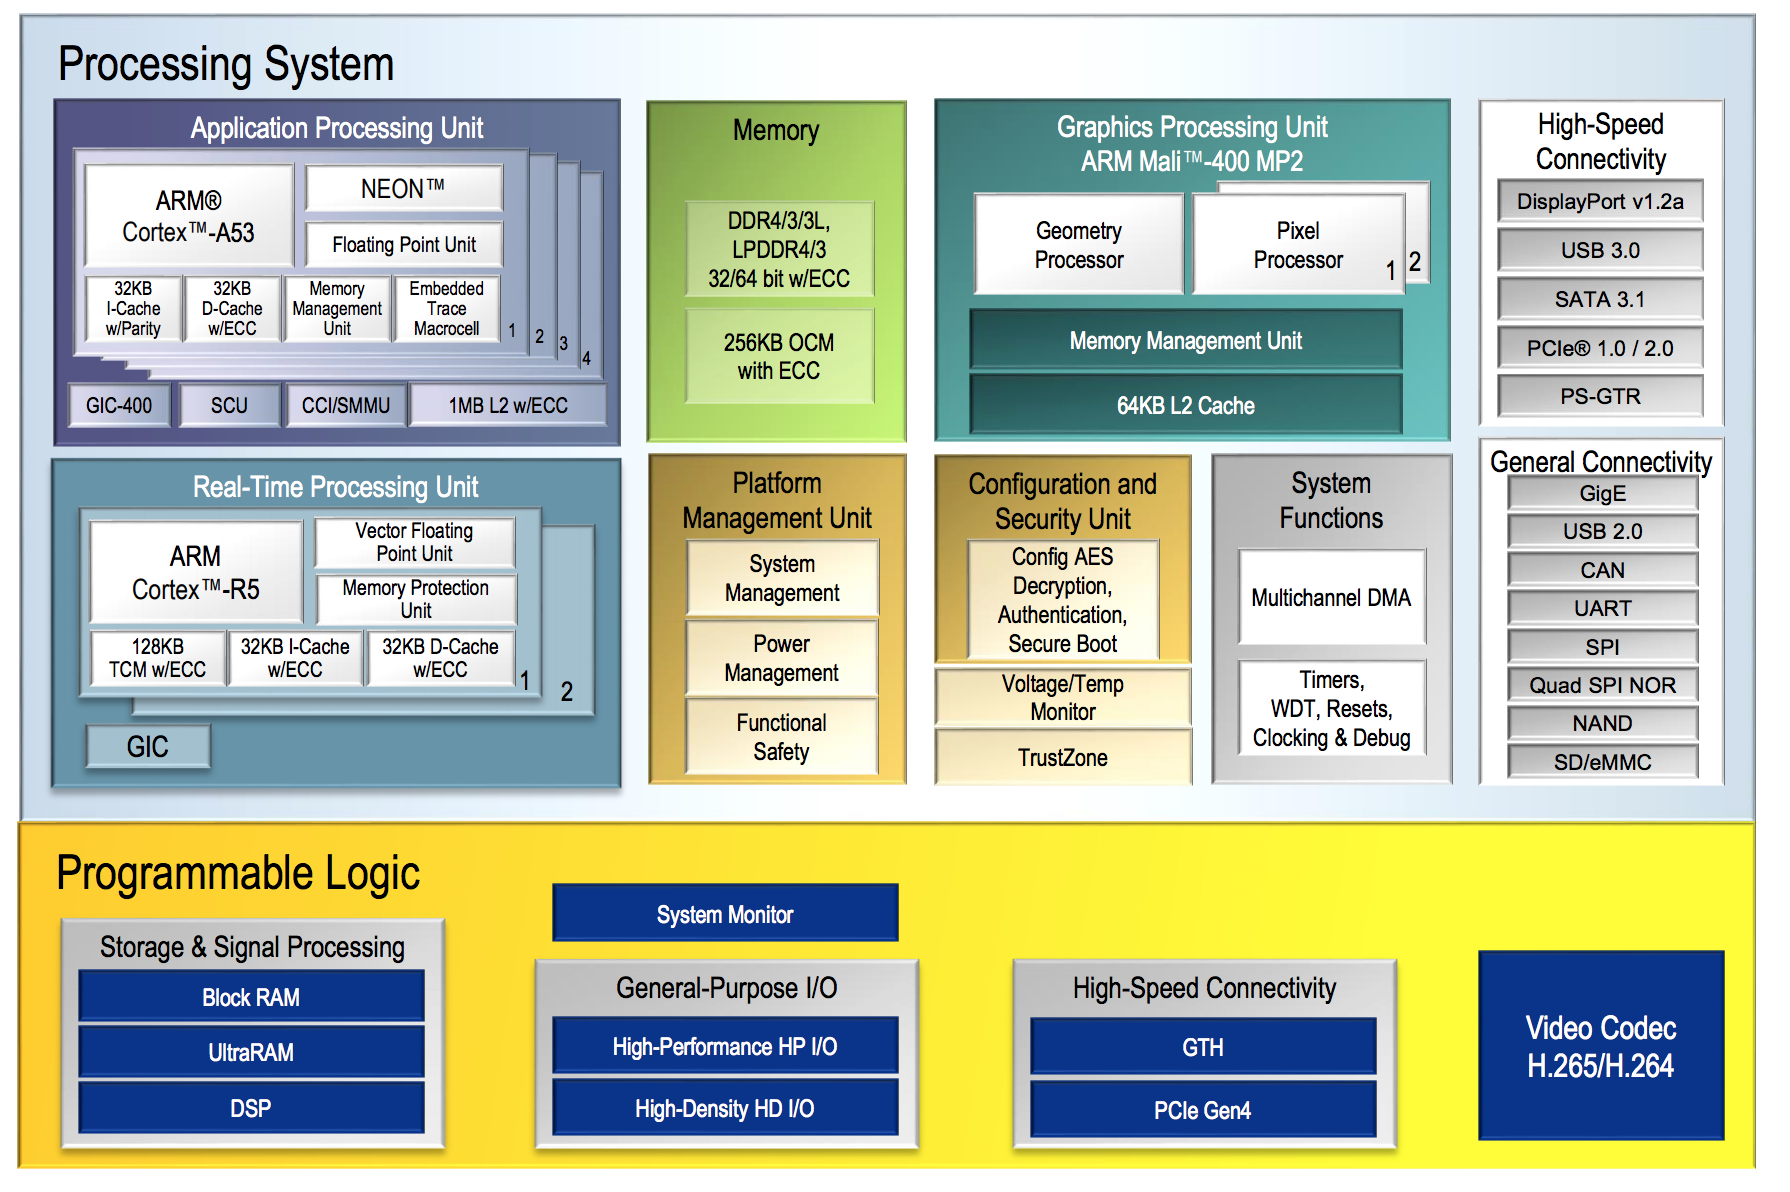 Processing System
Application Processing Unit
ARM®
Cortex™-A53
NEON™
Floating Point Unit
32KB
I-Cache
w/Parity
32KB
D-Cache
w/ECC
Memory
Management
Unit
Embedded
Trace
Macrocell
1
2
3
4
GIC-400
SCU
CCI/SMMU
1MB L2 w/ECC
Memory
DDR4/3/3L,
LPDDR4/3
32/64 bit w/ECC
256KB OCM
with ECC
Graphics Processing Unit
ARM Mali™-400 MP2
Geometry
Processor
Pixel
Processor
1
2
Memory Management Unit
64KB L2 Cache
High-Speed
Connectivity
DisplayPort v1.2a
USB 3.0
SATA 3.1
PCIe® 1.0 / 2.0
PS-GTR
Real-Time Processing Unit
ARM
Cortex™-R5
Vector Floating
Point Unit
Memory Protection
Unit
128KB
TCM w/ECC
32KB I-Cache
w/ECC
32KB D-Cache
w/ECC
1
2
GIC
Platform
Management Unit
System
Management
Power
Management
Functional
Safety
Configuration and
Security Unit
Config AES
Decryption,
Authentication,
Secure Boot
Voltage/Temp
Monitor
TrustZone
System
Functions
Multichannel DMA
Timers,
WDT, Resets,
Clocking & Debug
General Connectivity
GigE
USB 2.0
CAN
UART
SPI
Quad SPI NOR
NAND
SD/eMMC
Programmable Logic
Storage & Signal Processing
Block RAM
UltraRAM
DSP
System Monitor
General-Purpose I/O
High-Performance HP I/O
High-Density HD I/O
High-Speed Connectivity
GTH
PCIe Gen4
Video Codec
H.265/H.264